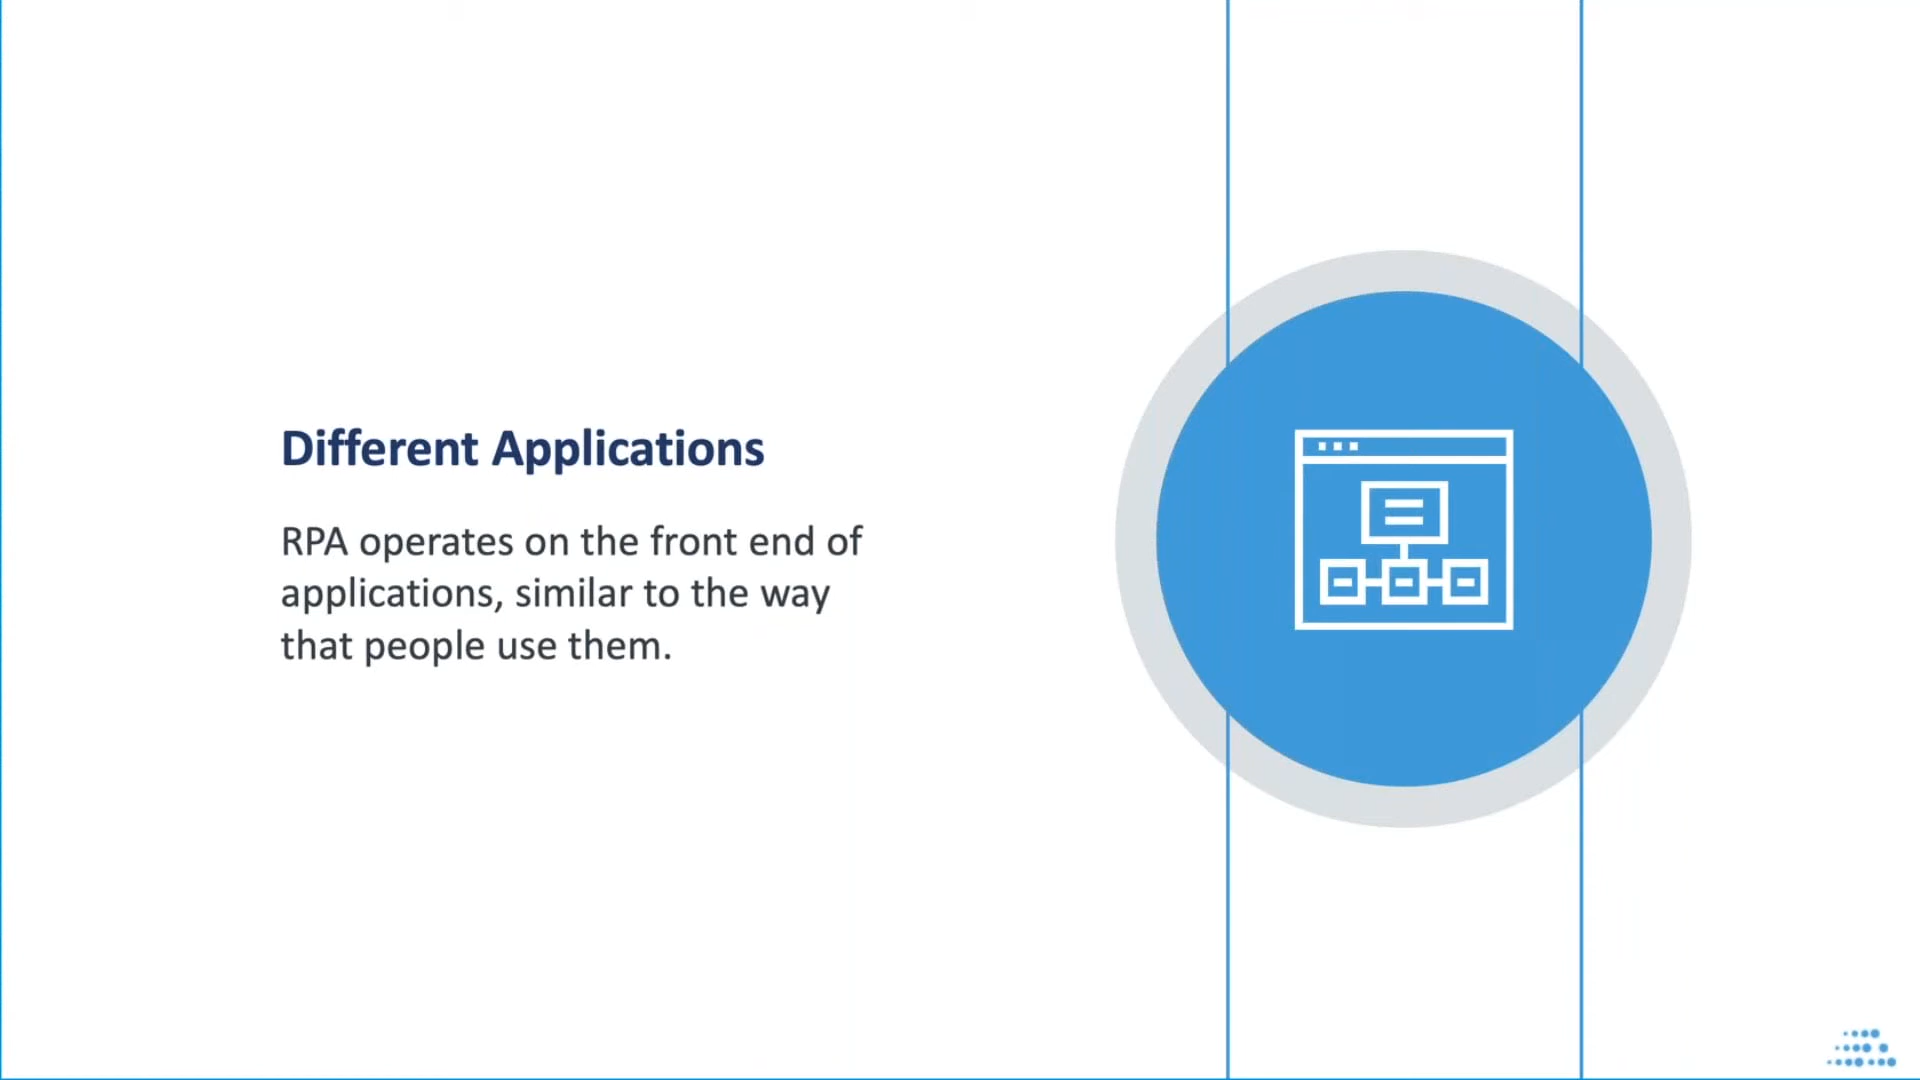 Different Applications
RPA operates on the front end of
applications, similar to the way
that people use them.